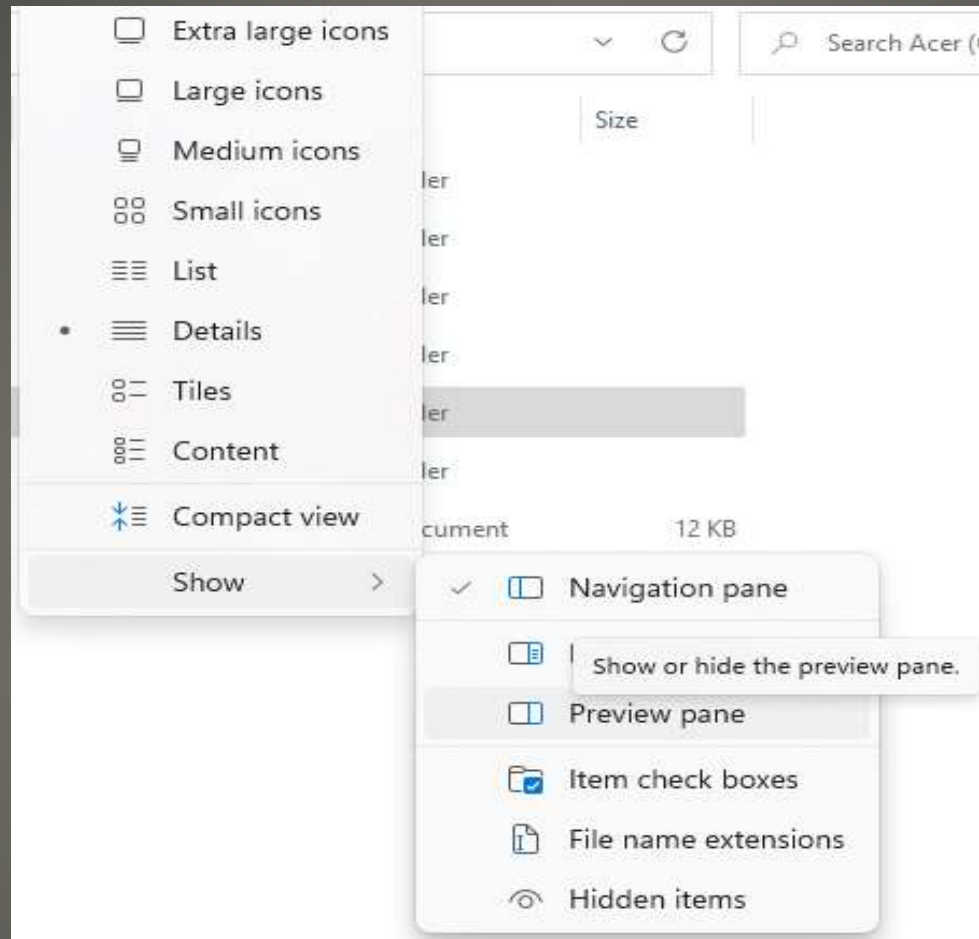 Extra large icons
Search Acer (
Large icons
Size
Medium icons
ler
Small icons
ler
List
ler
Details
ler
Tiles
ler
Content
ler
Compact view
cument 12 KB
Show
Navigation pane
Show or hide the preview pane.
Preview pane
Item check boxes
File name extensions
Hidden items